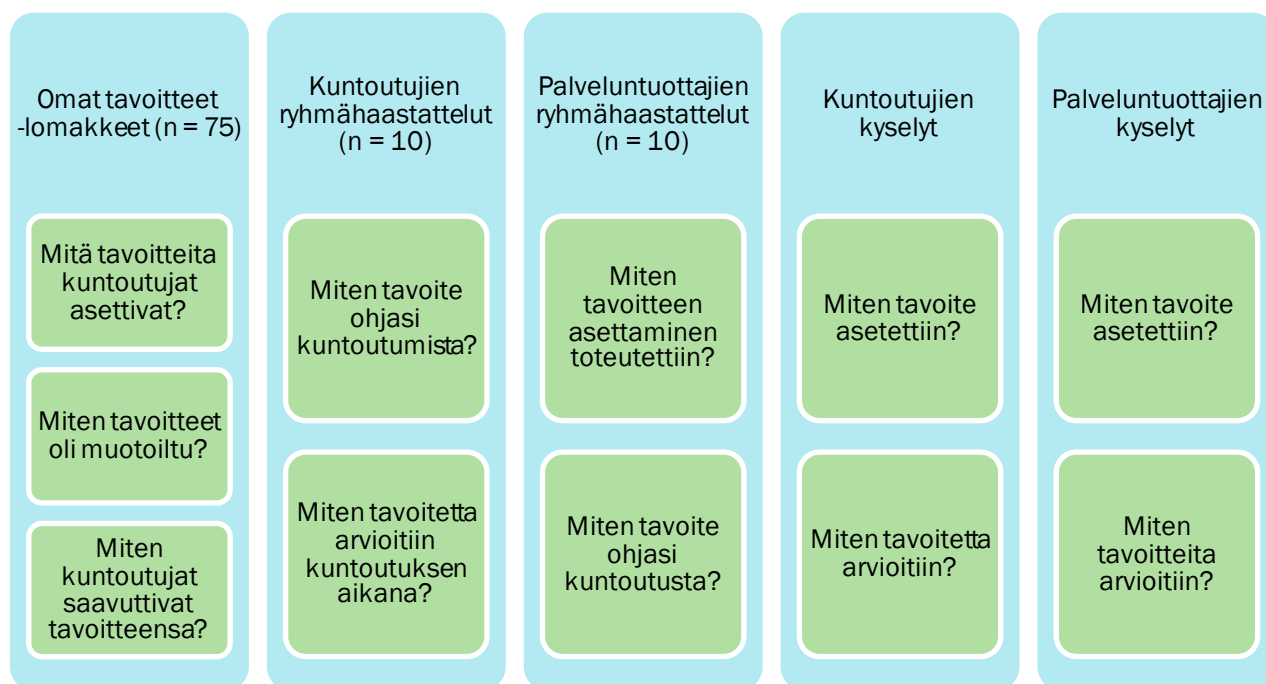 Omat tavoitteet
-lomakkeet (n = 75)
Mitä tavoitteita
kuntoutujat
asettivat?
Miten tavoitteet
oli muotoiltu?
Miten
kuntoutujat
saavuttivat
tavoitteensa?
Kuntoutujien
ryhmähaastattelut
(n = 10)
Miten tavoite
ohjasi
kuntoutumista?
Miten tavoitetta
arvioitiin
kuntoutuksen
aikana?
Palveluntuottajien
ryhmähaastattelut
(n = 10)
Miten
tavoitteen
asettaminen
toteutettiin?
Miten tavoite
ohjasi
kuntoutusta?
Kuntoutujien
kyselyt
Miten tavoite
asetettiin?
Miten tavoitetta
arvioitiin?
Palveluntuottajien
kyselyt
Miten tavoite
asetettiin?
Miten
tavoitteita
arvioitiin?